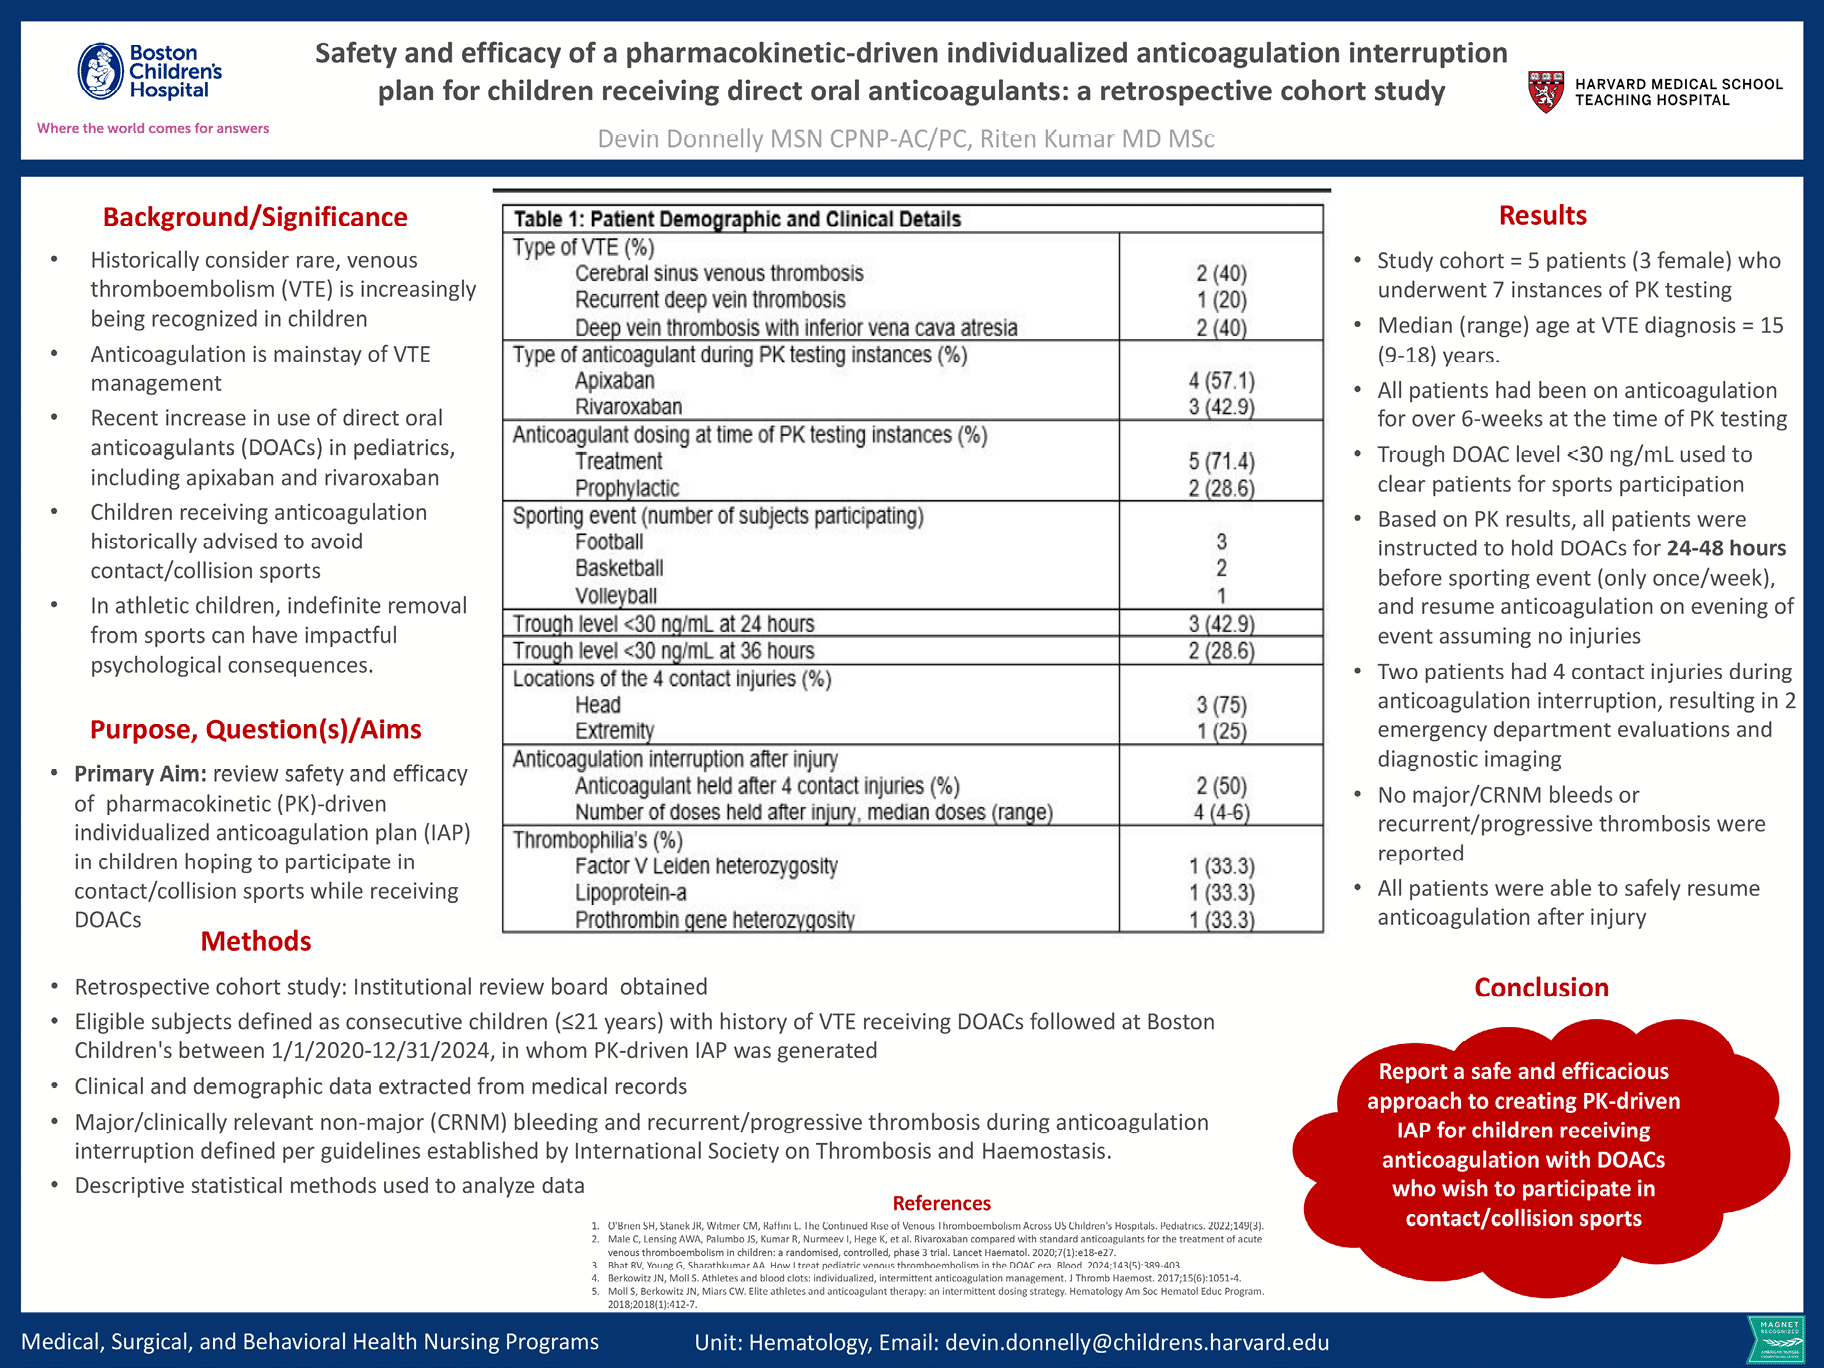 Boston
Children's
Hospital
Where the world comes for answers
Safety and efficacy of a pharmacokinetic-driven individualized anticoagulation interruption
plan for children receiving direct oral anticoagulants: a retrospective cohort study
Devin Donnelly MSN CPNP-AC/PC, Riten Kumar MD MSc
HARVARD MEDICAL SCHOOL
TEACHING HOSPITAL
Background/Significance
• Historically consider rare, venous
thromboembolism (VTE) is increasingly
being recognized in children
• Anticoagulation is mainstay of VTE
management
• Recent increase in use of direct oral
anticoagulants (DOACs) in pediatrics,
including apixaban and rivaroxaban
• Children receiving anticoagulation
historically advised to avoid
contact/collision sports
• In athletic children, indefinite removal
from sports can have impactful
psychological consequences.
Purpose, Question(s)/Aims
• Primary Aim: review safety and efficacy
of pharmacokinetic (PK)-driven
individualized anticoagulation plan (IAP)
in children hoping to participate in
contact/collision sports while receiving
DOACs
Methods
• Retrospective cohort study: Institutional review board obtained
• Eligible subjects defined as consecutive children (≤21 years) with history of VTE receiving DOACs followed at Boston
Children's between 1/1/2020-12/31/2024, in whom PK-driven IAP was generated
• Clinical and demographic data extracted from medical records
• Major/clinically relevant non-major (CRNM) bleeding and recurrent/progressive thrombosis during anticoagulation
interruption defined per guidelines established by International Society on Thrombosis and Haemostasis.
• Descriptive statistical methods used to analyze data
Table 1: Patient Demographic and Clinical Details
Type of VTE (%)
Cerebral sinus venous thrombosis 2 (40)
Recurrent deep vein thrombosis 1 (20)
Deep vein thrombosis with inferior vena cava atresia 2 (40)
Type of anticoagulant during PK testing instances (%)
Apixaban 4 (57.1)
Rivaroxaban 3 (42.9)
Anticoagulant dosing at time of PK testing instances (%)
Treatment 5 (71.4)
Prophylactic 2 (28.6)
Sporting event (number of subjects participating)
Football 3
Basketball 2
Volleyball 1
Trough level <30 ng/mL at 24 hours 3 (42.9)
Trough level <30 ng/mL at 36 hours 2 (28.6)
Locations of the 4 contact injuries (%)
Head 3 (75)
Extremity 1 (25)
Anticoagulation interruption after injury
Anticoagulant held after 4 contact injuries (%) 2 (50)
Number of doses held after injury, median doses (range) 4 (4-6)
Thrombophilia's (%)
Factor V Leiden heterozygosity 1 (33.3)
Lipoprotein-a 1 (33.3)
Prothrombin gene heterozygosity 1 (33.3)
Results
• Study cohort = 5 patients (3 female) who
underwent 7 instances of PK testing
• Median (range) age at VTE diagnosis = 15
(9-18) years.
• All patients had been on anticoagulation
for over 6-weeks at the time of PK testing
• Trough DOAC level <30 ng/mL used to
clear patients for sports participation
• Based on PK results, all patients were
instructed to hold DOACs for 24-48 hours
before sporting event (only once/week),
and resume anticoagulation on evening of
event assuming no injuries
• Two patients had 4 contact injuries during
anticoagulation interruption, resulting in 2
emergency department evaluations and
diagnostic imaging
• No major/CRNM bleeds or
recurrent/progressive thrombosis were
reported
• All patients were able to safely resume
anticoagulation after injury
Conclusion
Report a safe and efficacious
approach to creating PK-driven
IAP for children receiving
anticoagulation with DOACs
who wish to participate in
contact/collision sports
References
1. O'Brien SH, Stanek JR, Witmer CM, Raffini L. The Continued Rise of Venous Thromboembolism Across US Children's Hospitals. Pediatrics. 2022;149(3).
2. Male C, Lensing AWA, Palumbo JS, Kumar R, Nurmeev I, Hege K, et al. Rivaroxaban compared with standard anticoagulants for the treatment of acute
venous thromboembolism in children: a randomised, controlled, phase 3 trial. Lancet Haematol. 2020;7(1):e18-e27.
3. Bhat RV, Young G, Sharathkumar AA. How I treat pediatric venous thromboembolism in the DOAC era. Blood. 2024;143(5):389-403.
4. Berkowitz JN, Moll S. Athletes and blood clots: individualized, intermittent anticoagulation management. J Thromb Haemost. 2017;15(6):1051-4.
5. Moll S, Berkowitz JN, Miars CW. Elite athletes and anticoagulant therapy: an intermittent dosing strategy. Hematology Am Soc Hematol Educ Program.
2018;2018(1):412-7.
Medical, Surgical, and Behavioral Health Nursing Programs
Unit: Hematology, Email: devin.donnelly@childrens.harvard.edu
MAGNET
RECOGNIZED